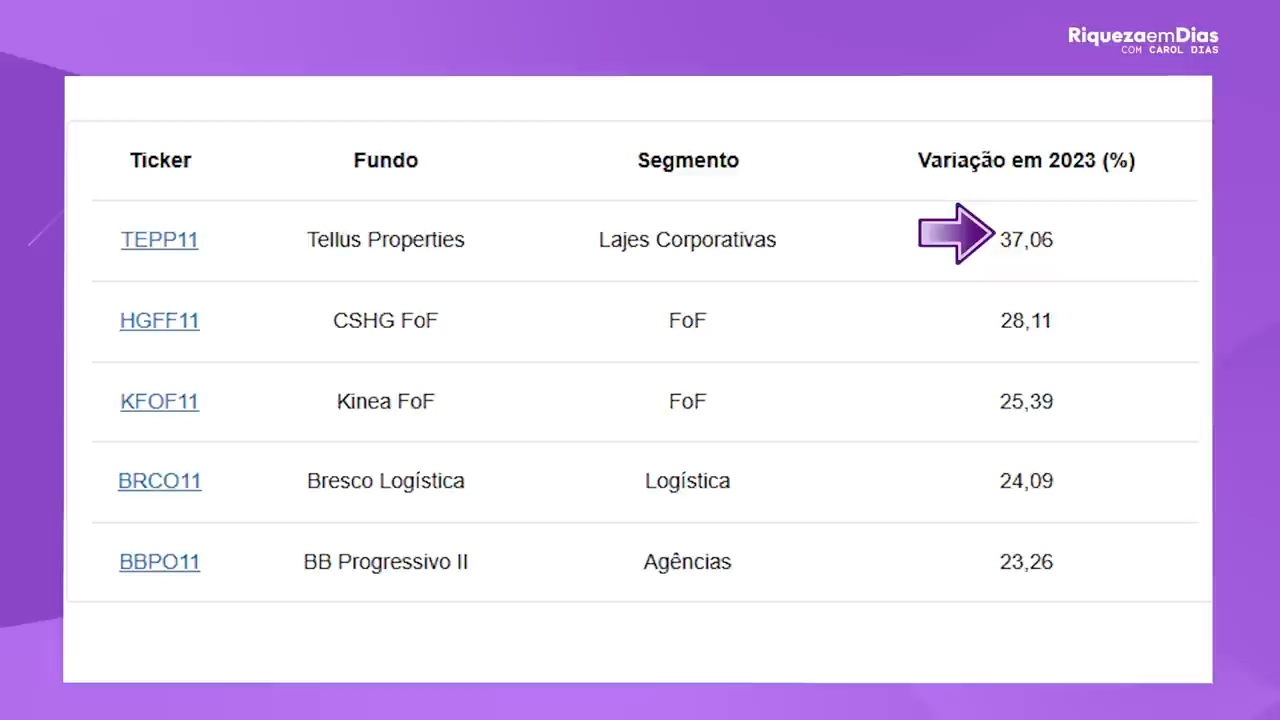 RiquezaemDias
COM CAROL DIAS
Ticker Fundo Segmento Variação em 2023 (%)
TEPP11 Tellus Properties Lajes Corporativas 37,06
HGFF11 CSHG FoF FoF 28,11
KFOF11 Kinea FoF FoF 25,39
BRCO11 Bresco Logística Logística 24,09
BBPO11 BB Progressivo II Agências 23,26